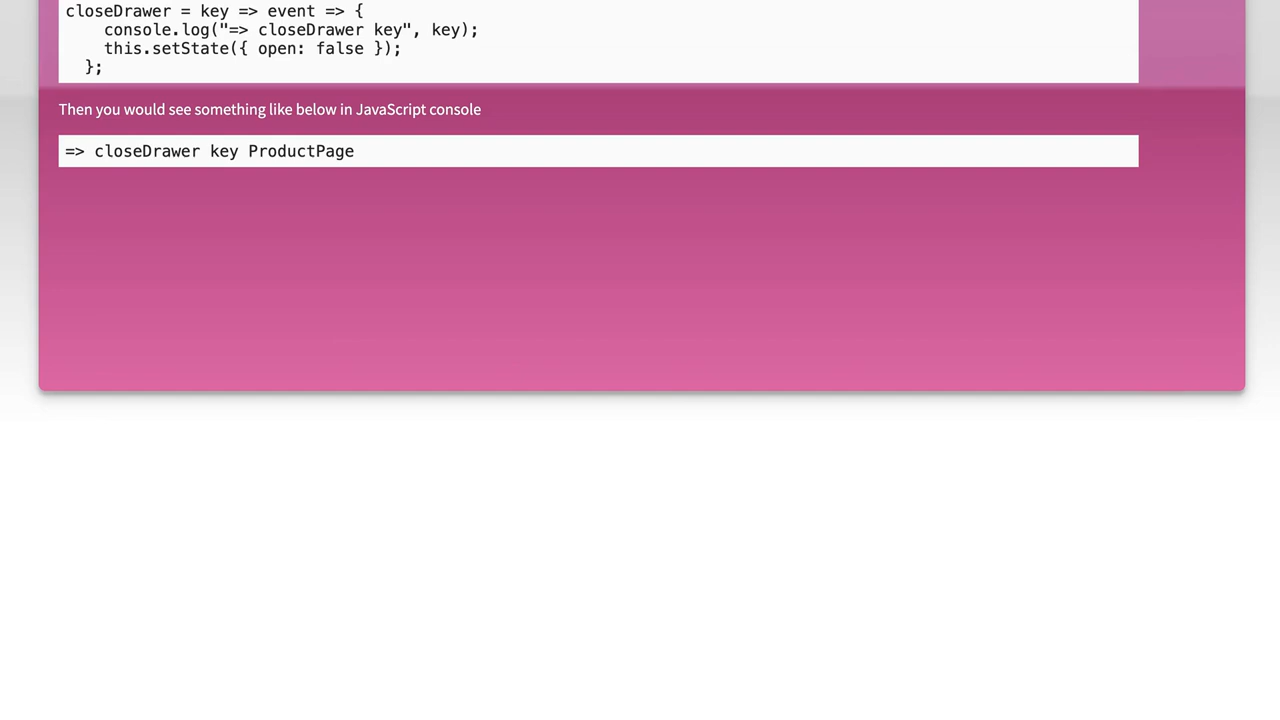 closeDrawer = key => event => {
    console.log("=> closeDrawer key", key);
    this.setState({ open: false });
  };
Then you would see something like below in JavaScript console
=> closeDrawer key ProductPage